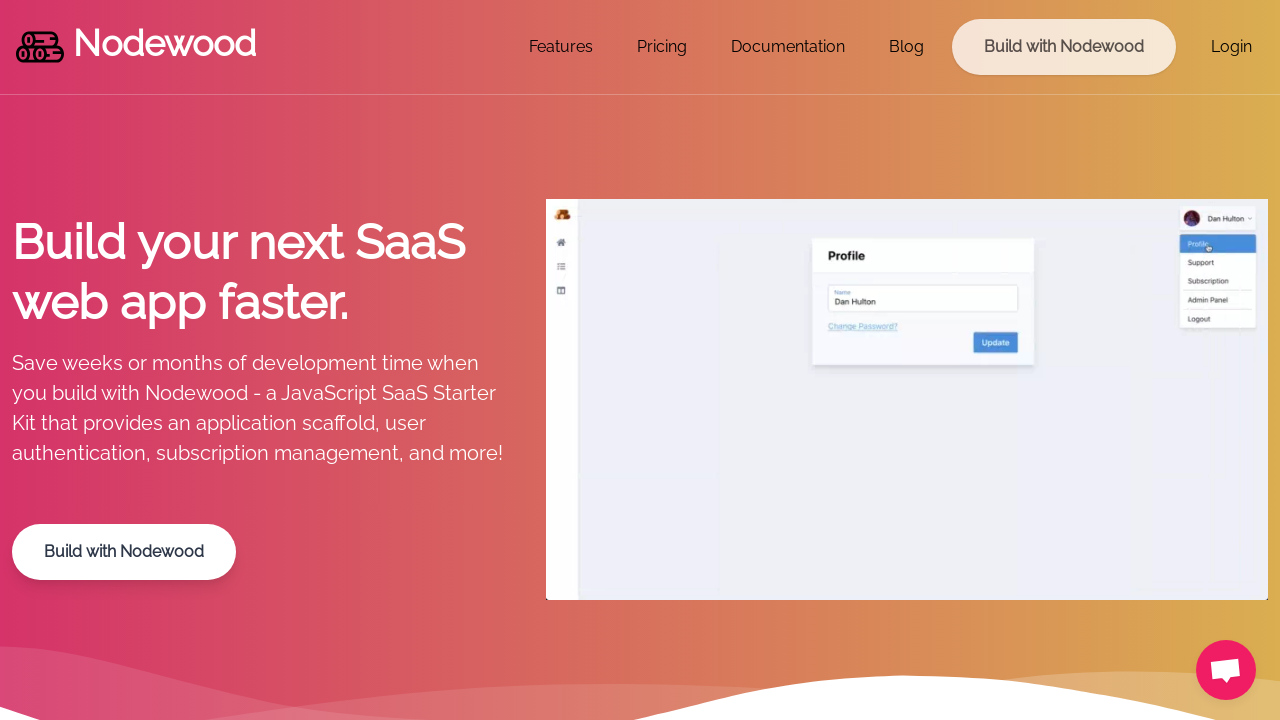 Nodewood
Features
Pricing
Documentation
Blog
Build with Nodewood
Login
Build your next SaaS
web app faster.
Save weeks or months of development time when
you build with Nodewood - a JavaScript SaaS Starter
Kit that provides an application scaffold, user
authentication, subscription management, and more!
Build with Nodewood
Dan Hulton
Profile
Support
Subscription
Admin Panel
Logout
Profile
Name
Dan Hulton
Change Password?
Update